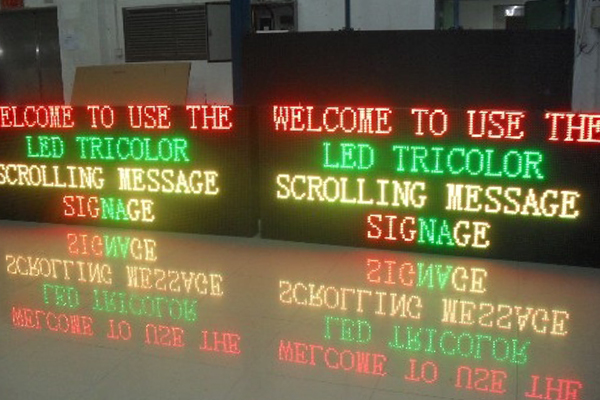 WELCOME TO USE THE
LED TRICOLOR
SCROLLING MESSAGE
SIGNAGE
WELCOME TO USE THE
LED TRICOLOR
SCROLLING MESSAGE
SIGNAGE